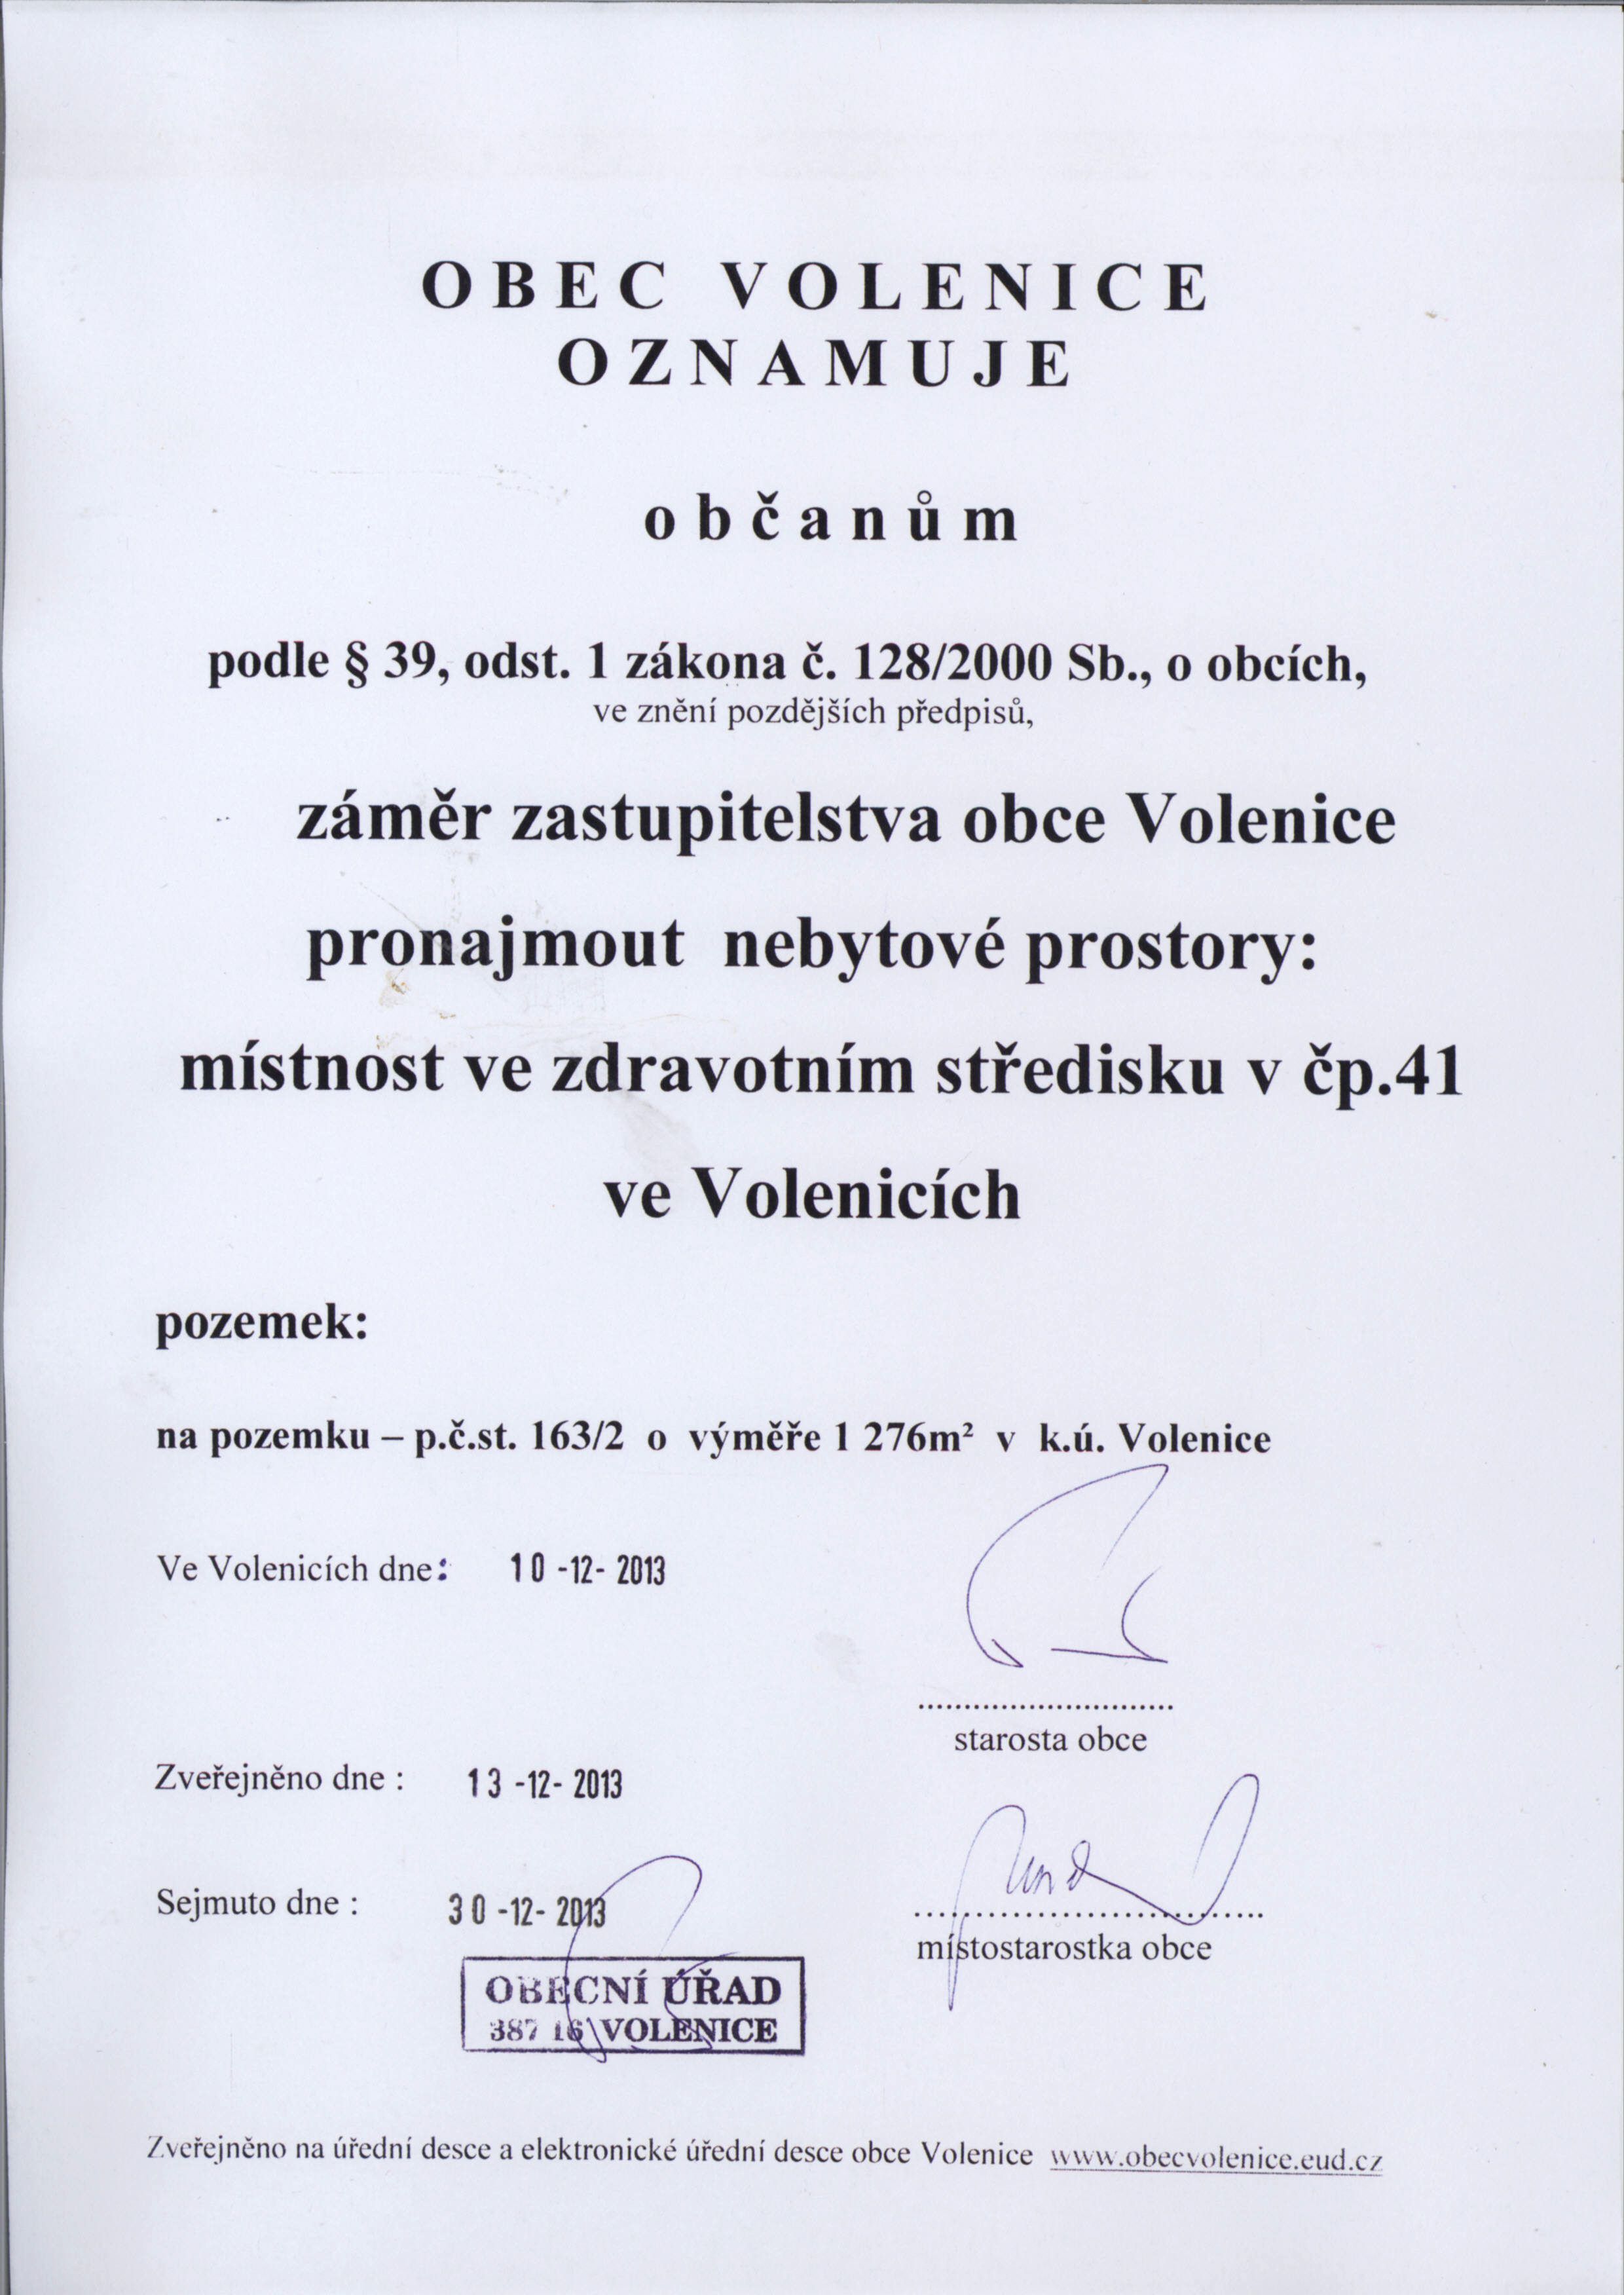 OBEC VOLENICE
OZNAMUJE
občanům
podle § 39, odst. 1 zákona č. 128/2000 Sb., o obcích,
ve znění pozdějších předpisů,
záměr zastupitelstva obce Volenice
pronajmout nebytové prostory:
místnost ve zdravotním středisku v čp.41
ve Volenicích
pozemek:
na pozemku – p.č.st. 163/2 o výměře 1 276m² v k.ú. Volenice
Ve Volenicích dne: 10 -12- 2013
starosta obce
Zveřejněno dne : 13 -12- 2013
Sejmuto dne : 30 -12- 2013
místostarostka obce
OBECNÍ ÚŘAD
387 16 VOLENICE
Zveřejněno na úřední desce a elektronické úřední desce obce Volenice www.obecvolenice.eud.cz